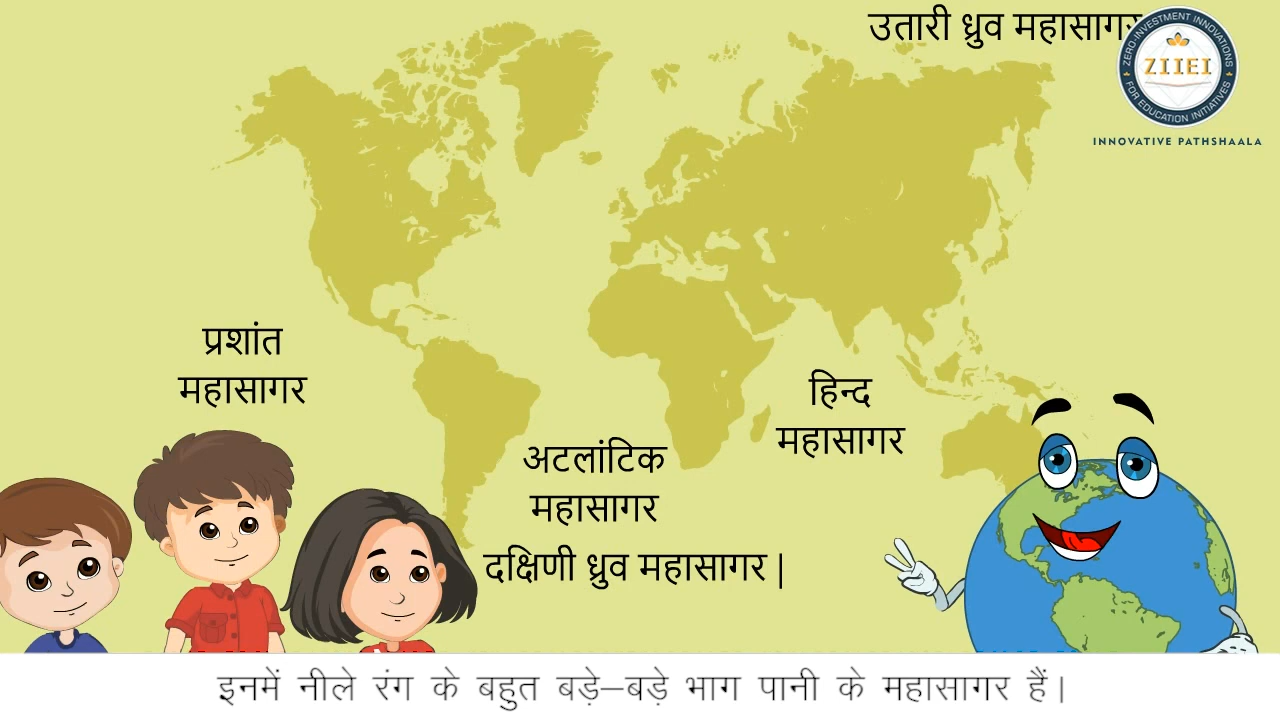 उतारी ध्रुव महासागर
ZERO-INVESTMENT INNOVATIONS
ZIIEI
FOR EDUCATION INITIATIVES
INNOVATIVE PATHSHAALA
प्रशांत
महासागर
हिन्द
महासागर
अटलांटिक
महासागर
दक्षिणी ध्रुव महासागर |
इनमें नीले रंग के बहुत बड़े–बड़े भाग पानी के महासागर हैं।